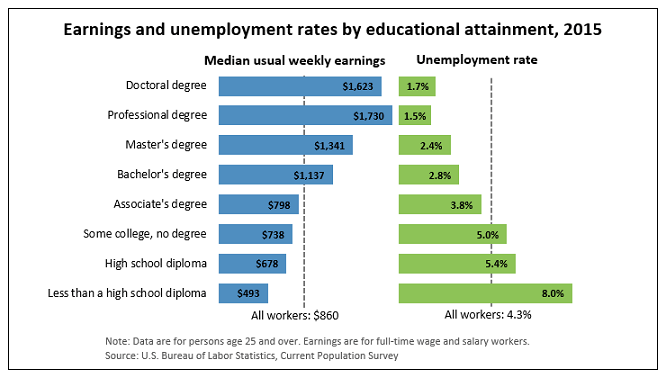 Earnings and unemployment rates by educational attainment, 2015
Median usual weekly earnings Unemployment rate
Doctoral degree $1,623 1.7%
Professional degree $1,730 1.5%
Master's degree $1,341 2.4%
Bachelor's degree $1,137 2.8%
Associate's degree $798 3.8%
Some college, no degree $738 5.0%
High school diploma $678 5.4%
Less than a high school diploma $493 8.0%
All workers: $860 All workers: 4.3%
Note: Data are for persons age 25 and over. Earnings are for full-time wage and salary workers.
Source: U.S. Bureau of Labor Statistics, Current Population Survey